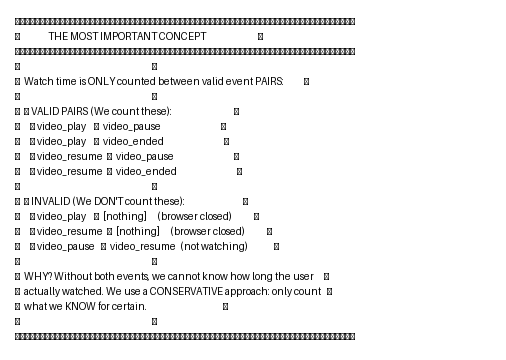 THE MOST IMPORTANT CONCEPT
Watch time is ONLY counted between valid event PAIRS:
VALID PAIRS (We count these):
video_play video_pause
video_play video_ended
video_resume video_pause
video_resume video_ended
INVALID (We DON'T count these):
video_play [nothing] (browser closed)
video_resume [nothing] (browser closed)
video_pause video_resume (not watching)
WHY? Without both events, we cannot know how long the user
actually watched. We use a CONSERVATIVE approach: only count
what we KNOW for certain.